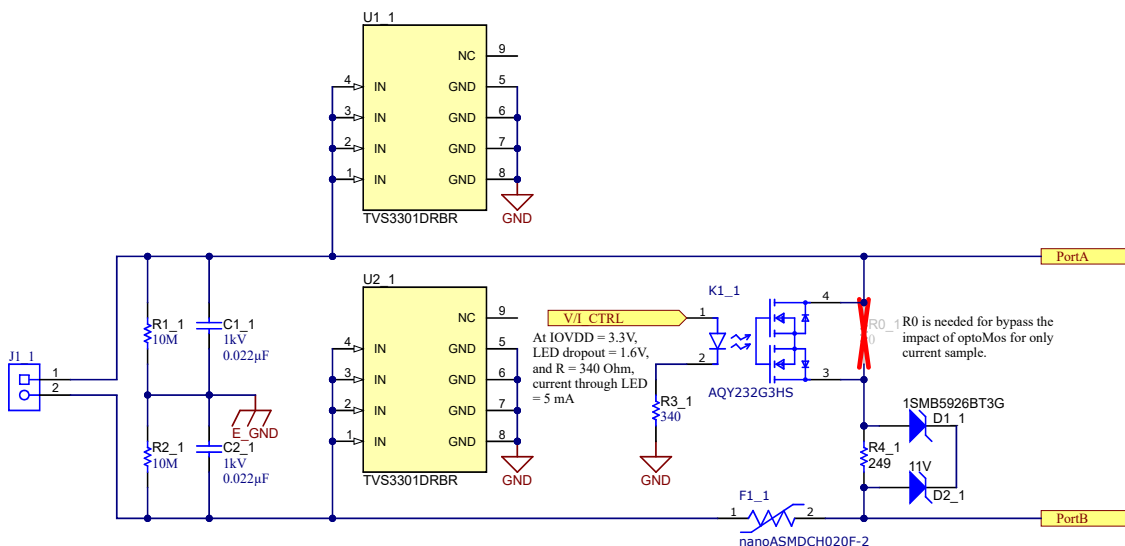 U1_1
NC 9
4 IN GND 5
3 IN GND 6
2 IN GND 7
1 IN GND 8
TVS3301DRBR
GND
PortA
U2_1
NC 9
4 IN GND 5
3 IN GND 6
2 IN GND 7
1 IN GND 8
TVS3301DRBR
GND
J1_1
1
2
R1_1
10M
C1_1
1kV
0.022µF
E_GND
R2_1
10M
C2_1
1kV
0.022µF
V/I_CTRL
At IOVDD = 3.3V,
LED dropout = 1.6V,
and R = 340 Ohm,
current through LED
= 5 mA
K1_1
1
2
4
3
AQY232G3HS
R3_1
340
GND
R0_1
0
R0 is needed for bypass the
impact of optoMos for only
current sample.
1SMB5926BT3G
D1_1
R4_1
249
11V
D2_1
F1_1
1 2
nanoASMDCH020F-2
PortB